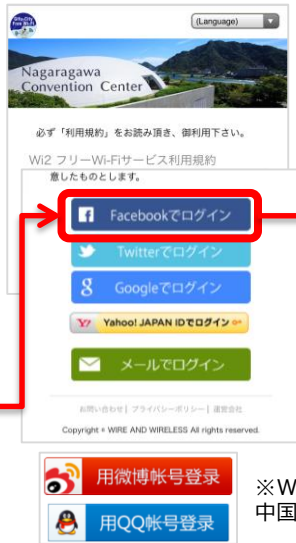 Gifu City
Free Wi-Fi
(Language)
Nagaragawa
Convention Center
必ず「利用規約」をお読み頂き、御利用下さい。
Wi2 フリーWi-Fiサービス利用規約
意したものとします。
Facebookでログイン
Twitterでログイン
Googleでログイン
Y! Yahoo! JAPAN IDでログイン
メールでログイン
お問い合わせ| プライバシーポリシー| 運営会社
Copyright © WIRE AND WIRELESS All rights reserved.
用微博帐号登录
用QQ帐号登录
※W
中国